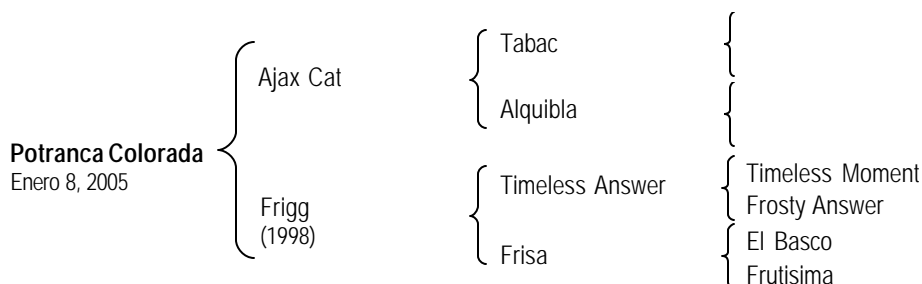 Tabac
Ajax Cat
Alquibla
Potranca Colorada
Enero 8, 2005
Timeless Moment
Timeless Answer
Frosty Answer
Frigg
(1998)
El Basco
Frisa
Frutisima